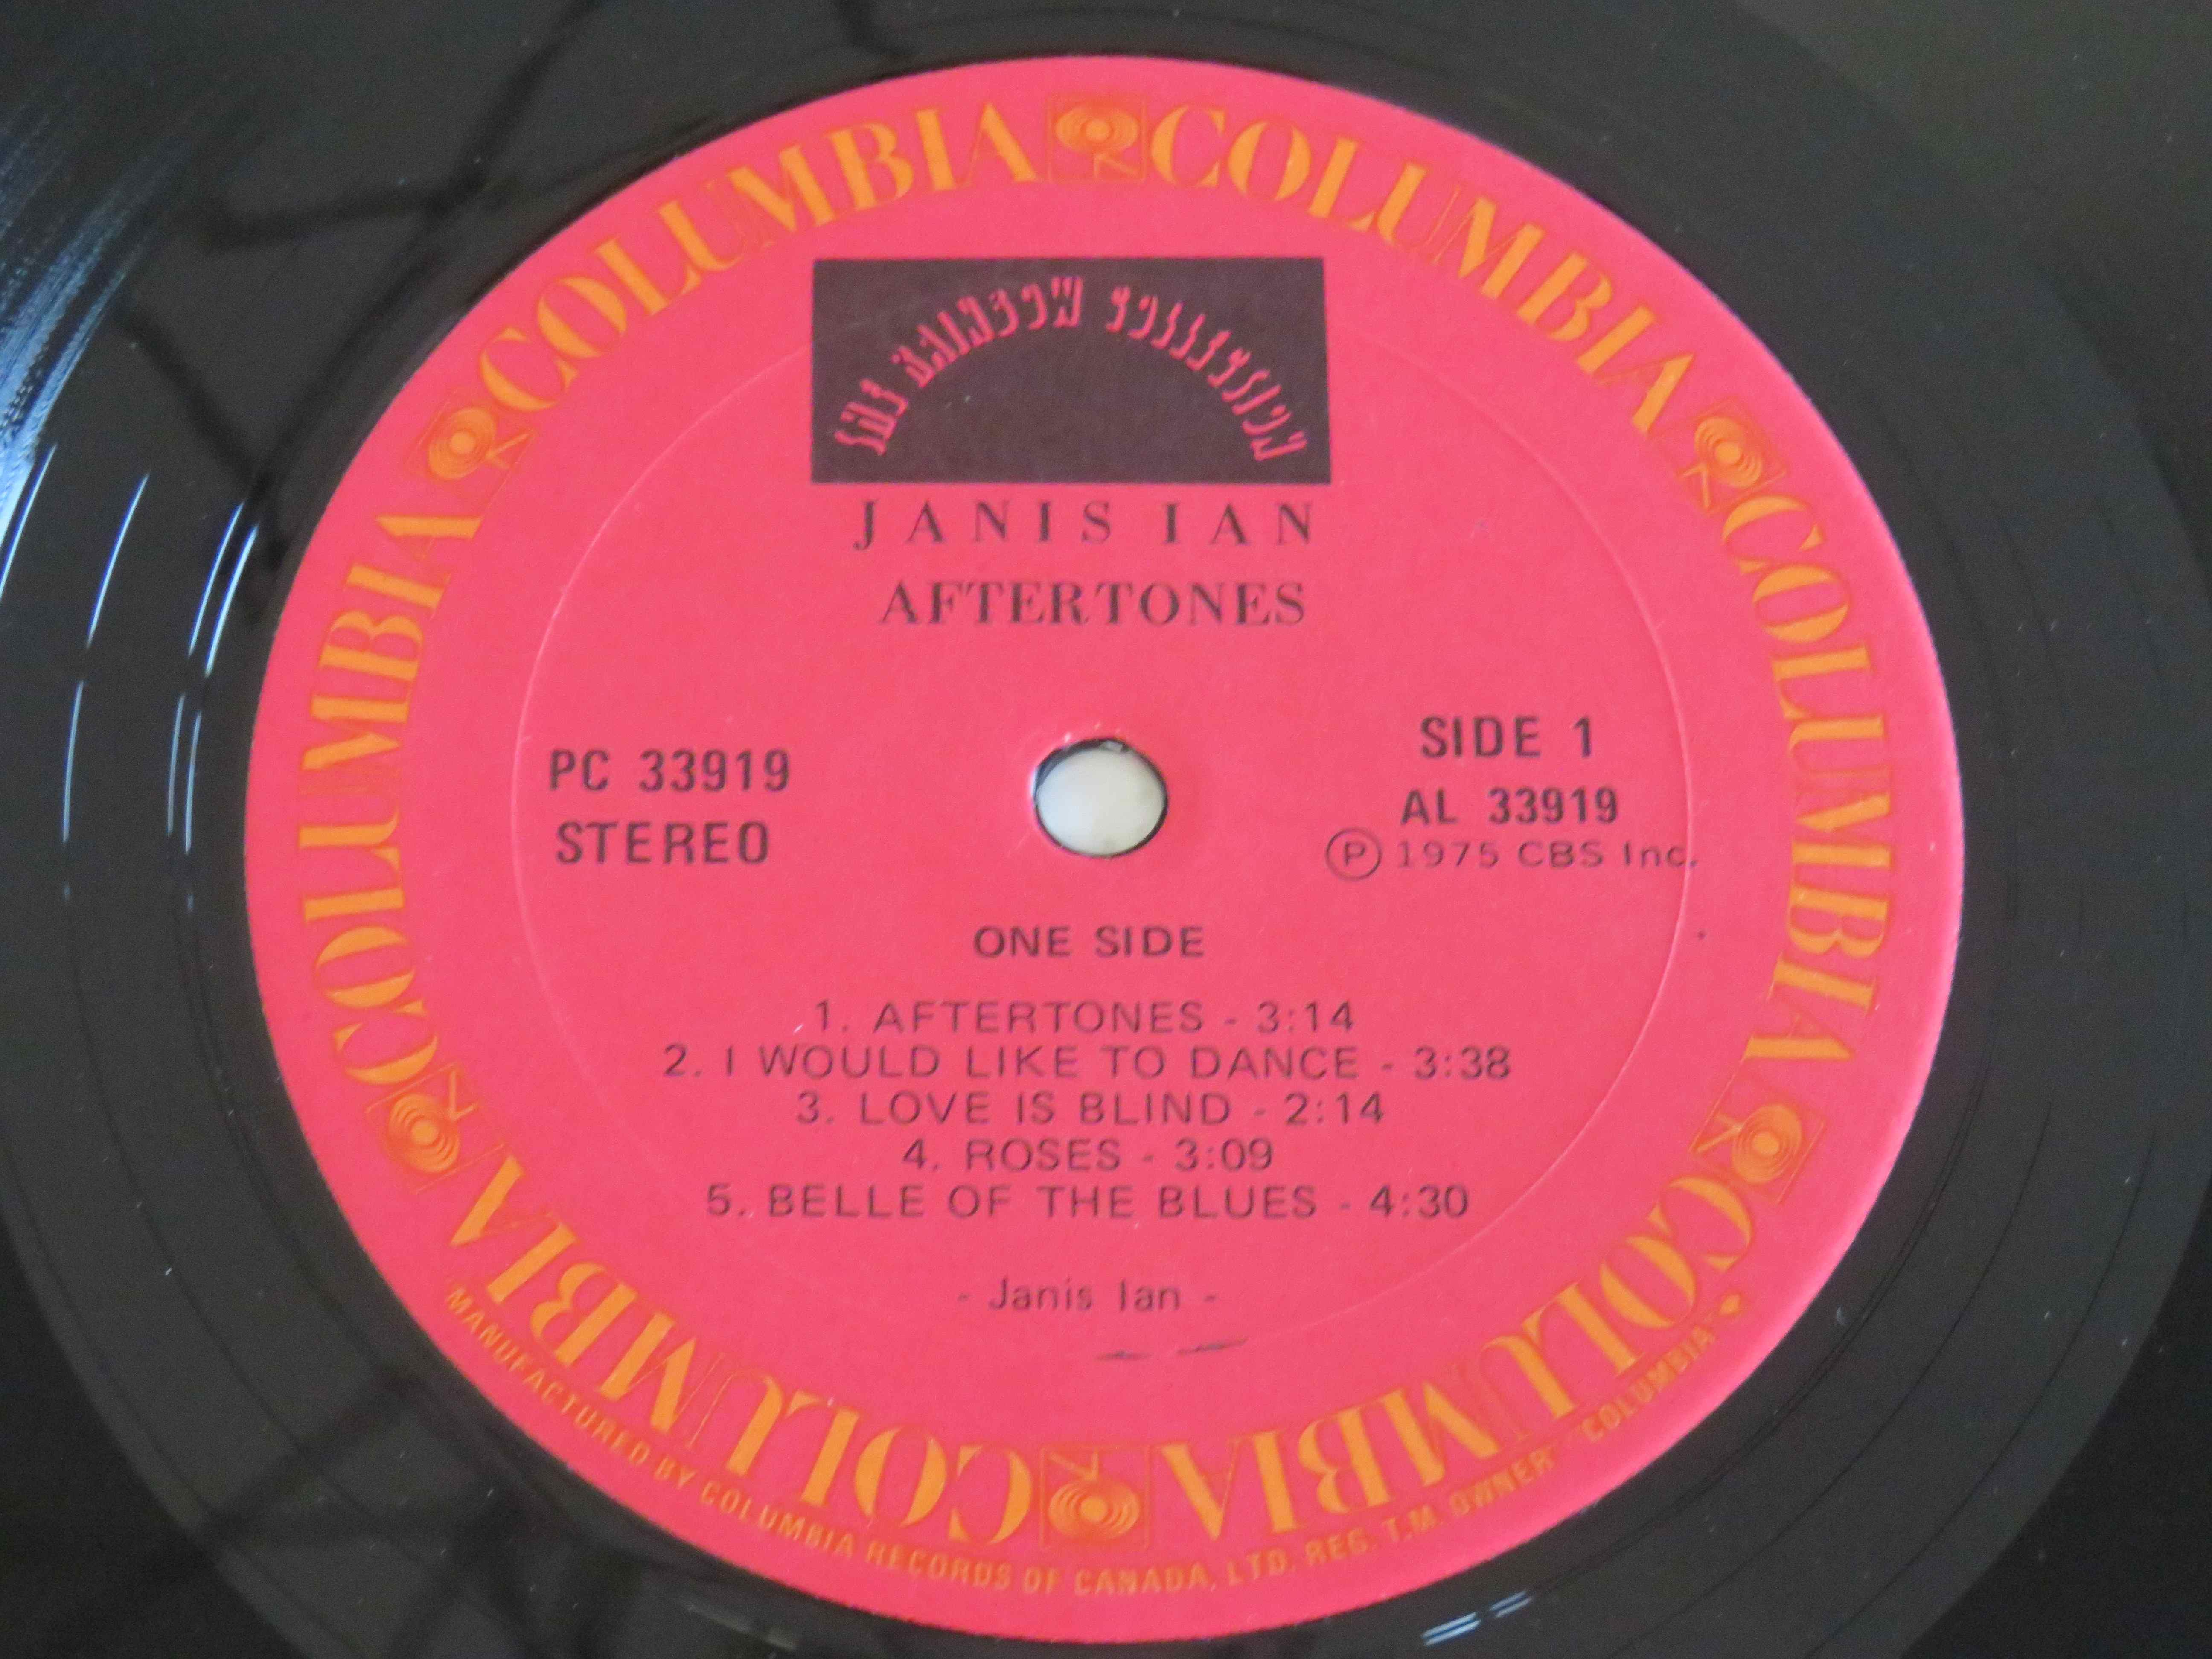 COLUMBIA COLUMBIA COLUMBIA COLUMBIA COLUMBIA COLUMBIA
THE RAINBOW COLLECTION
JANIS IAN
AFTERTONES
PC 33919
STEREO
SIDE 1
AL 33919
Ⓟ 1975 CBS Inc.
ONE SIDE
1. AFTERTONES - 3:14
2. I WOULD LIKE TO DANCE - 3:38
3. LOVE IS BLIND - 2:14
4. ROSES - 3:09
5. BELLE OF THE BLUES - 4:30
- Janis Ian -
MANUFACTURED BY COLUMBIA RECORDS OF CANADA, LTD. REG. T.M. OWNER "COLUMBIA"